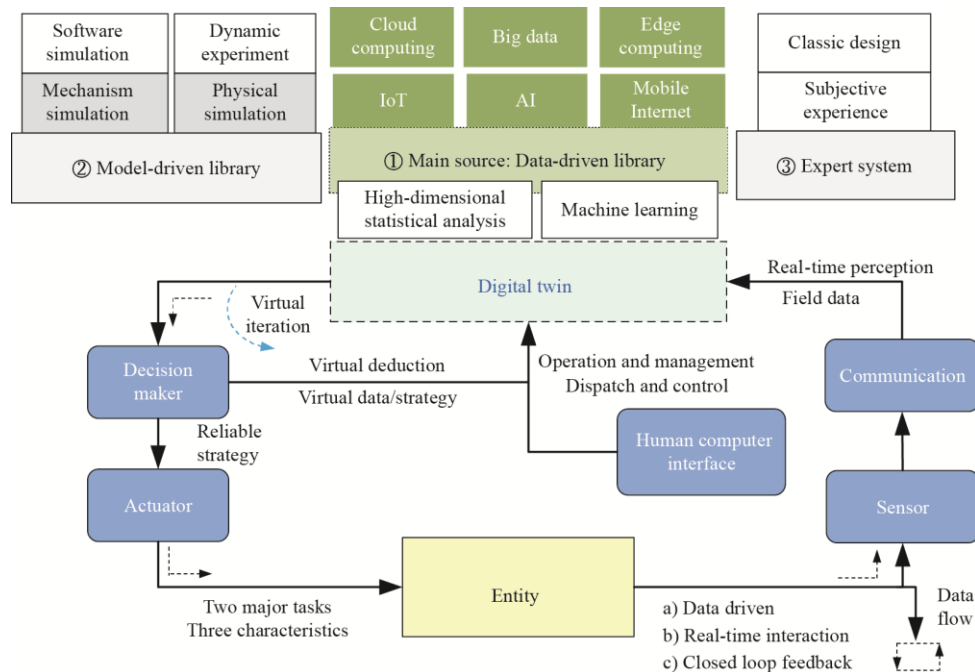 Software
simulation
Dynamic
experiment
Cloud
computing
Big data
Edge
computing
Classic design
Mechanism
simulation
Physical
simulation
IoT
AI
Mobile
Internet
Subjective
experience
② Model-driven library
① Main source: Data-driven library
③ Expert system
High-dimensional
statistical analysis
Machine learning
Digital twin
Real-time perception
Field data
Virtual
iteration
Decision
maker
Virtual deduction
Virtual data/strategy
Operation and management
Dispatch and control
Communication
Reliable
strategy
Human computer
interface
Actuator
Sensor
Entity
Two major tasks
Three characteristics
a) Data driven
b) Real-time interaction
c) Closed loop feedback
Data
flow